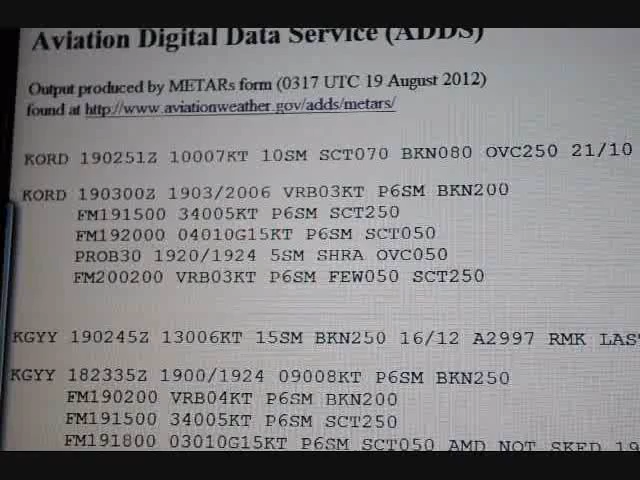 Aviation Digital Data Service (ADDS)
Output produced by METARs form (0317 UTC 19 August 2012)
found at http://www.aviationweather.gov/adds/metars/
KORD 190251Z 10007KT 10SM SCT070 BKN080 OVC250 21/10
KORD 190300Z 1903/2006 VRB03KT P6SM BKN200
FM191500 34005KT P6SM SCT250
FM192000 04010G15KT P6SM SCT050
PROB30 1920/1924 5SM SHRA OVC050
FM200200 VRB03KT P6SM FEW050 SCT250
KGYY 190245Z 13006KT 15SM BKN250 16/12 A2997 RMK LAS
KGYY 182335Z 1900/1924 09008KT P6SM BKN250
FM190200 VRB04KT P6SM BKN200
FM191500 34005KT P6SM SCT250
FM191800 03010G15KT P6SM SCT050 AMD NOT SKED 19